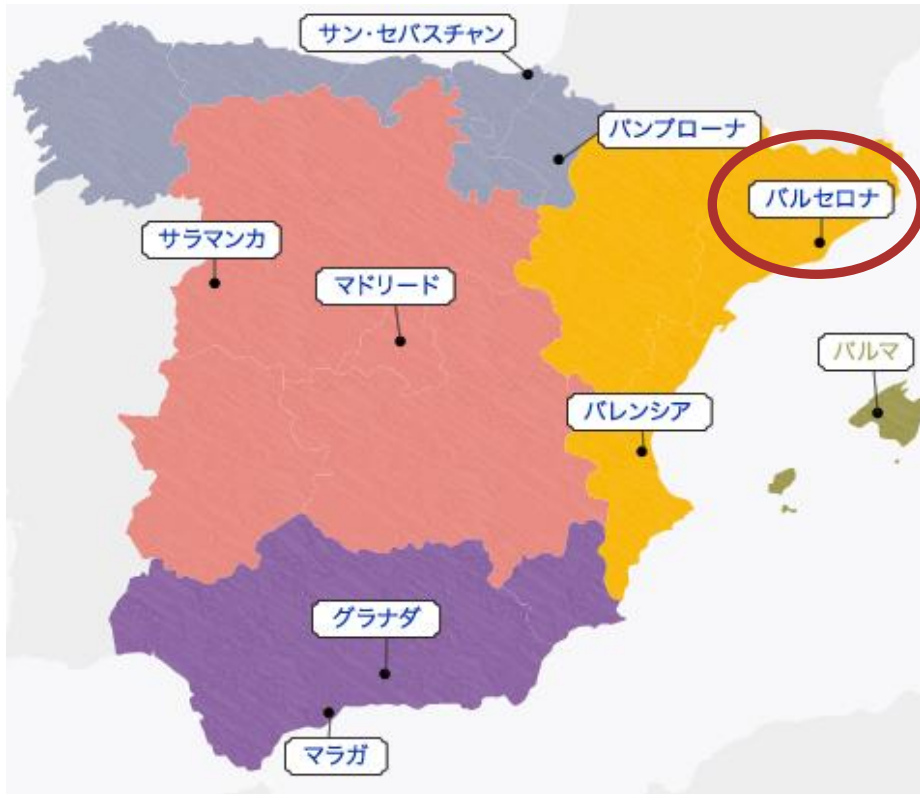 サン・セバスチャン
パンプローナ
バルセロナ
サラマンカ
マドリード
パルマ
バレンシア
グラナダ
マラガ